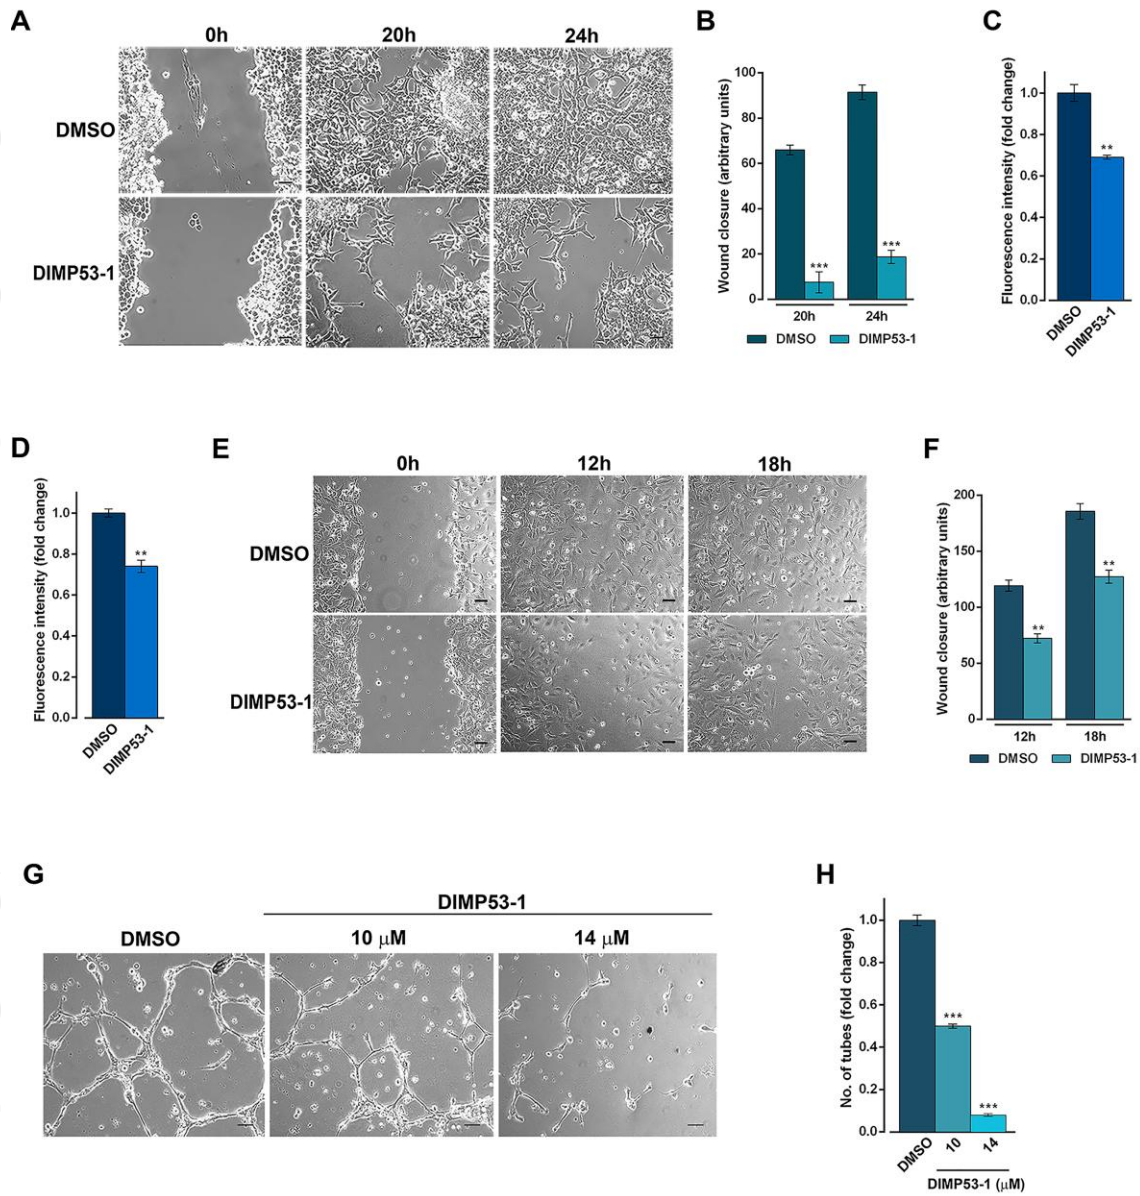 A
0h 20h 24h
DMSO
DIMP53-1
B
Wound closure (arbitrary units)
100
80
60
40
20
0
***
***
20h 24h
DMSO DIMP53-1
C
Fluorescence intensity (fold change)
1.0
0.8
0.6
0.4
0.2
0.0
**
DMSO
DIMP53-1
D
Fluorescence intensity (fold change)
1.0
0.8
0.6
0.4
0.2
0.0
**
DMSO
DIMP53-1
E
0h 12h 18h
DMSO
DIMP53-1
F
Wound closure (arbitrary units)
200
150
100
50
0
**
**
12h 18h
DMSO DIMP53-1
G
DIMP53-1
DMSO 10 μM 14 μM
H
No. of tubes (fold change)
1.0
0.8
0.6
0.4
0.2
0.0
***
***
DMSO 10 14
DIMP53-1 (μM)